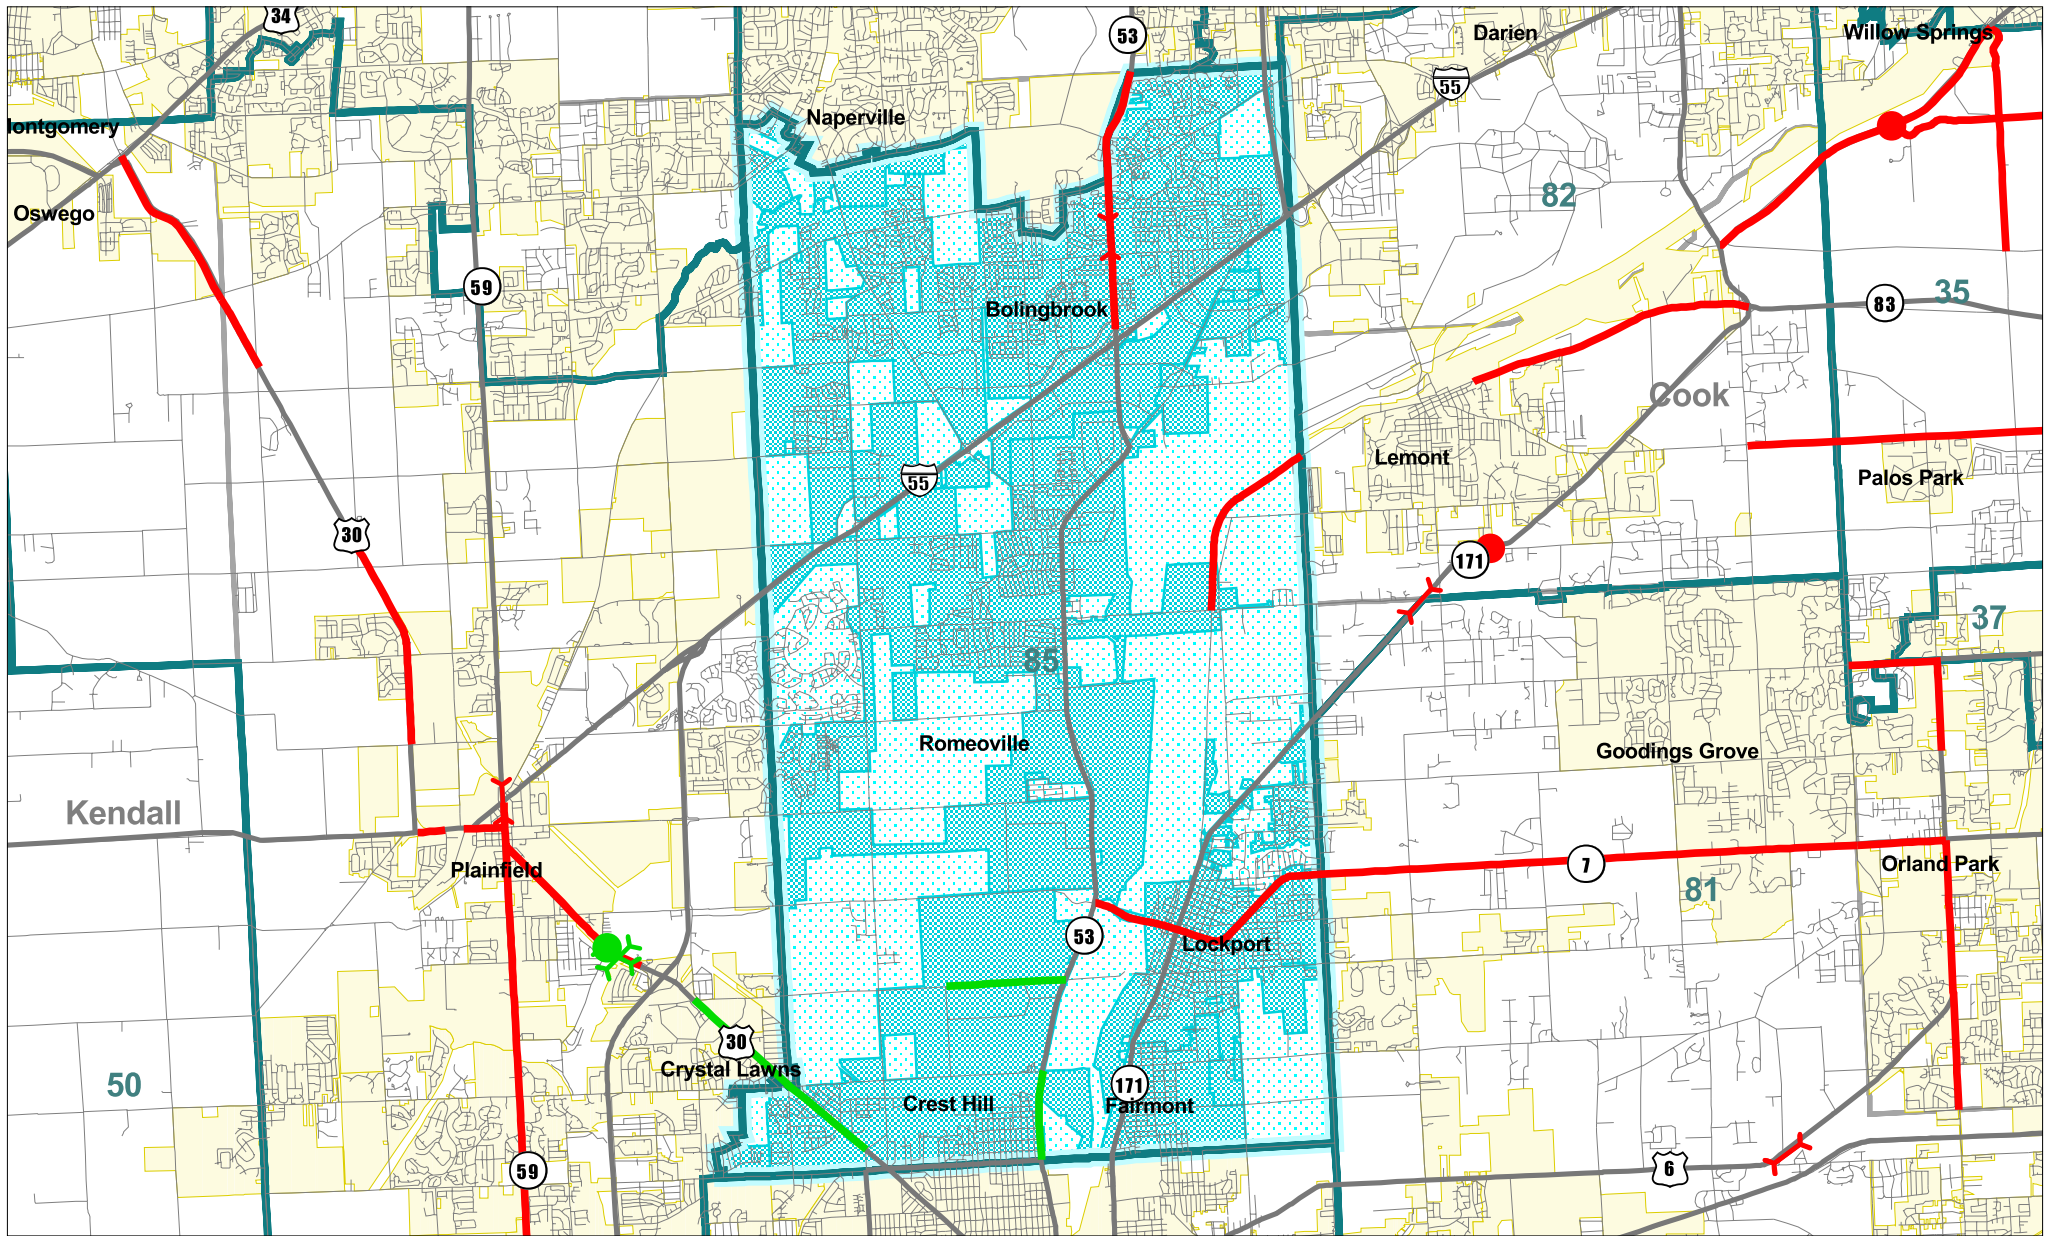 34
53
Darien
Willow Springs
55
Naperville
ontgomery
82
Oswego
59
35
83
Bolingbrook
Cook
Lemont
55
Palos Park
30
171
37
85
Romeoville
Goodings Grove
Kendall
Plainfield
7
Orland Park
81
53
Lockport
30
Crystal Lawns
50
171
Crest Hill
Fairmont
59
6